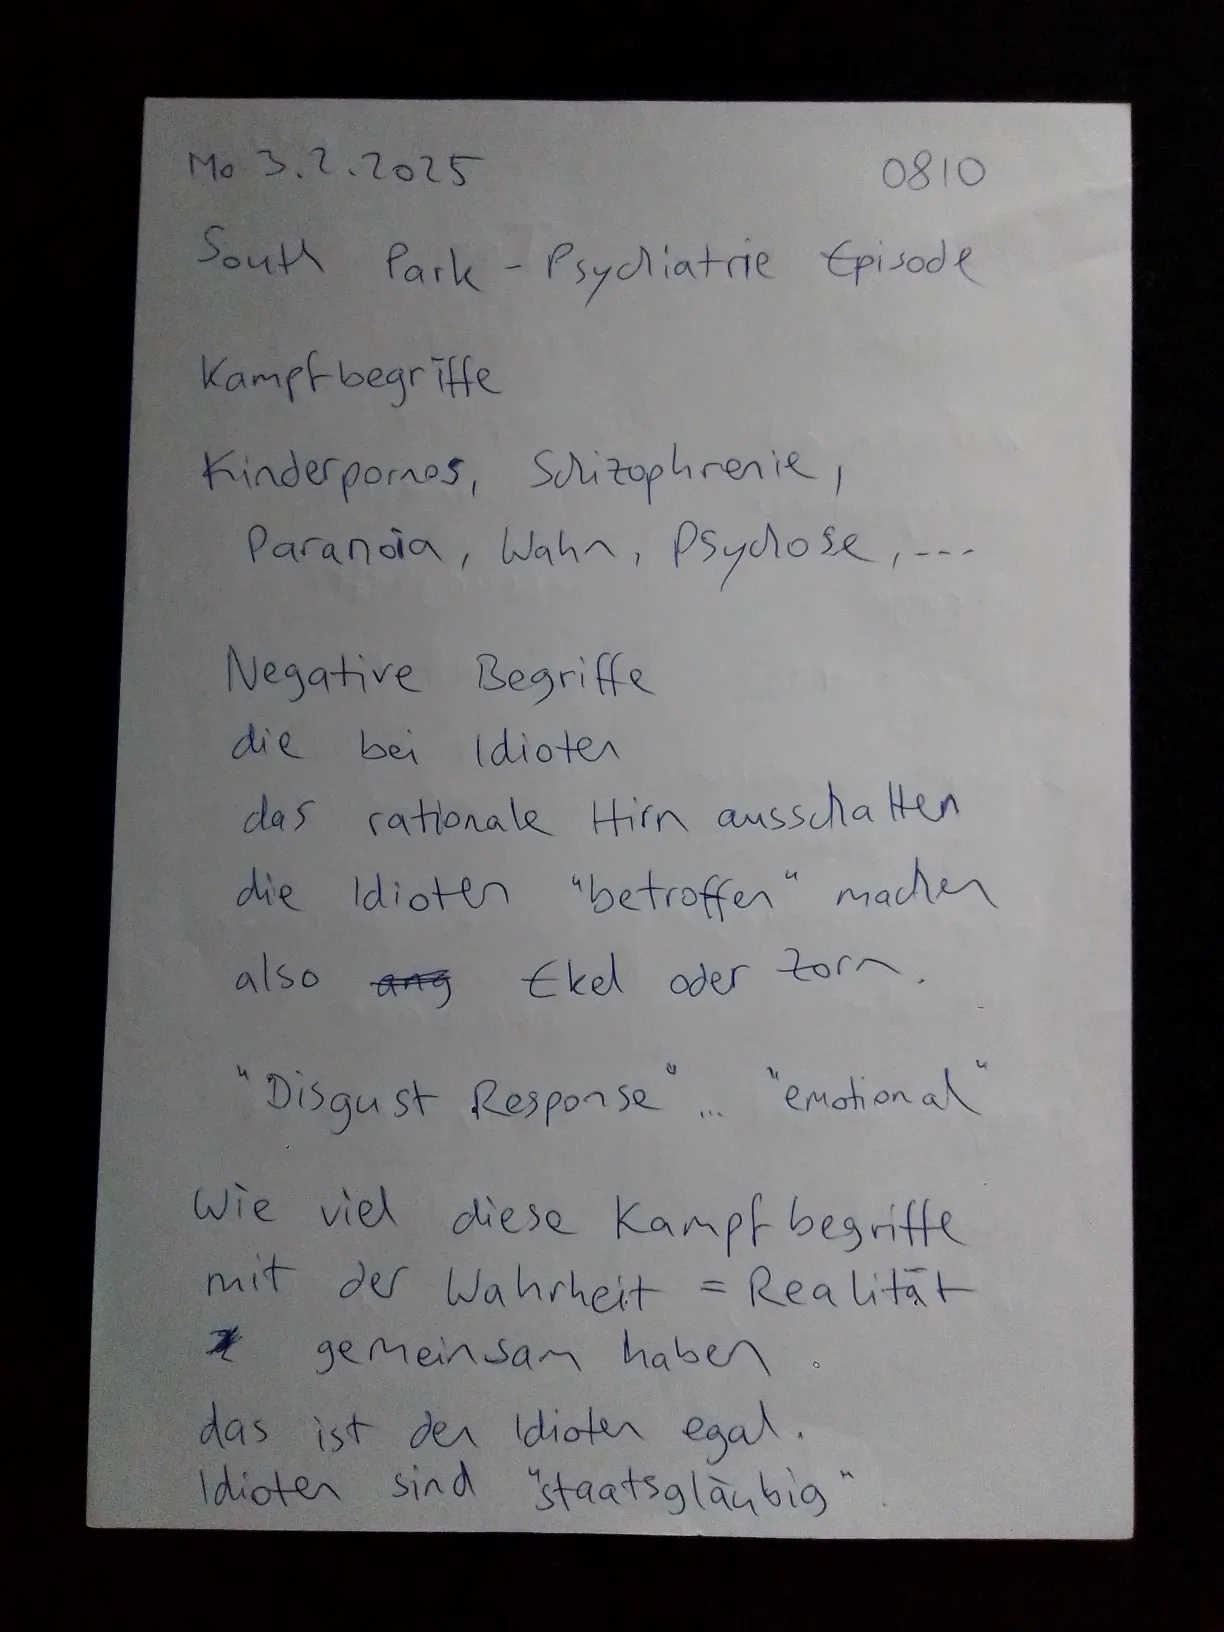 Mo 3.2.2025 0810
South Park - Psychiatrie Episode
Kampfbegriffe
Kinderpornos, Schizophrenie,
Paranoia, Wahn, Psychose, ---
Negative Begriffe
die bei Idioten
das rationale Hirn ausschalten
die Idioten "betroffen" machen
also ang Ekel oder Zorn.
"Disgust Response" ... "emotional"
Wie viel diese Kampfbegriffe
mit der Wahrheit = Realität
gemeinsam haben.
das ist den Idioten egal.
Idioten sind "staatsgläubig".